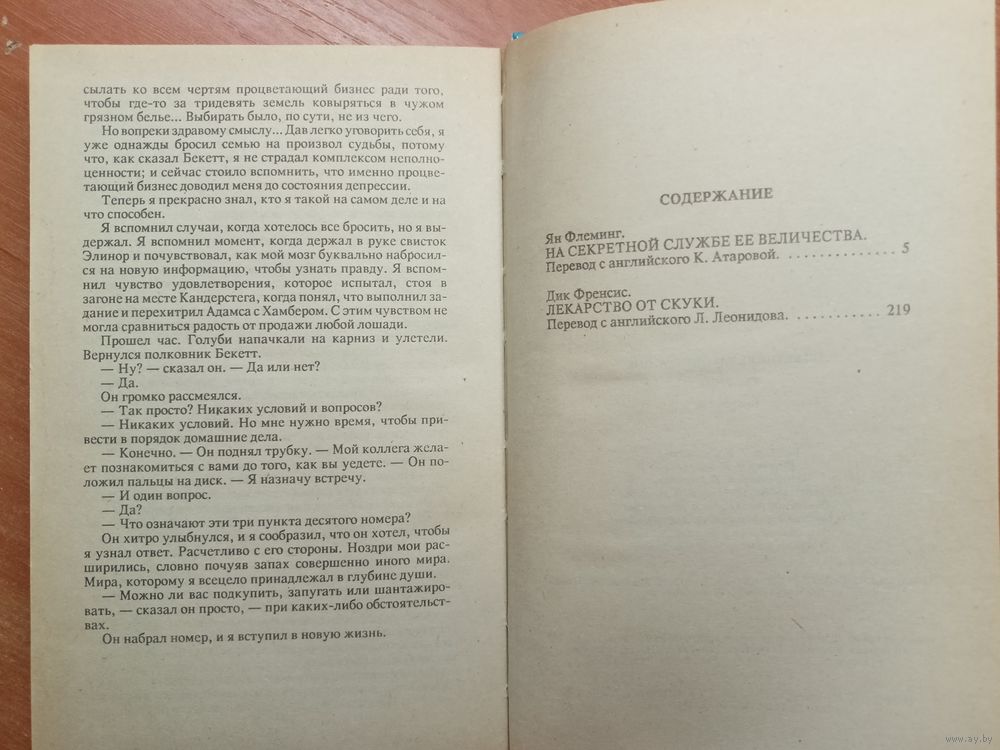 сылать ко всем чертям процветающий бизнес ради того,
чтобы где-то за тридевять земель ковыряться в чужом
грязном белье... Выбирать было, по сути, не из чего.
Но вопреки здравому смыслу... Дав легко уговорить себя, я
уже однажды бросил семью на произвол судьбы, потому
что, как сказал Бекетт, я не страдал комплексом неполно-
ценности; и сейчас стоило вспомнить, что именно процве-
тающий бизнес доводил меня до состояния депрессии.
Теперь я прекрасно знал, кто я такой на самом деле и на
что способен.
Я вспомнил случаи, когда хотелось все бросить, но я вы-
держал. Я вспомнил момент, когда держал в руке свисток
Элинор и почувствовал, как мой мозг буквально набросил-
ся на новую информацию, чтобы узнать правду. Я вспом-
нил чувство удовлетворения, которое испытал, стоя в
загоне на месте Кандерстега, когда понял, что выполнил за-
дание и перехитрил Адамса с Хамбером. С этим чувством не
могла сравниться радость от продажи любой лошади.
Прошел час. Голуби напачкали на карниз и улетели.
Вернулся полковник Бекетт.
— Ну? — сказал он. — Да или нет?
— Да.
Он громко рассмеялся.
— Так просто? Никаких условий и вопросов?
— Никаких условий. Но мне нужно время, чтобы при-
вести в порядок домашние дела.
— Конечно. — Он поднял трубку. — Мой коллега жела-
ет познакомиться с вами до того, как вы уедете. — Он по-
ложил пальцы на диск. — Я назначу встречу.
— И один вопрос.
— Да?
— Что означают эти три пункта десятого номера?
Он хитро улыбнулся, и я сообразил, что он хотел, чтобы
я узнал ответ. Расчетливо с его стороны. Ноздри мои рас-
ширились, словно почуяв запах совершенно иного мира.
Мира, которому я всецело принадлежал в глубине души.
— Можно ли вас подкупить, запугать или шантажиро-
вать, — сказал он просто, — при каких-либо обстоятельст-
вах.
Он набрал номер, и я вступил в новую жизнь.
СОДЕРЖАНИЕ
Ян Флеминг.
НА СЕКРЕТНОЙ СЛУЖБЕ ЕЕ ВЕЛИЧЕСТВА.
Перевод с английского К. Атаровой. . . . . . . . . . . . . . 5
Дик Френсис.
ЛЕКАРСТВО ОТ СКУКИ.
Перевод с английского Л. Леонидова. . . . . . . . . . . 219
www.ay.by